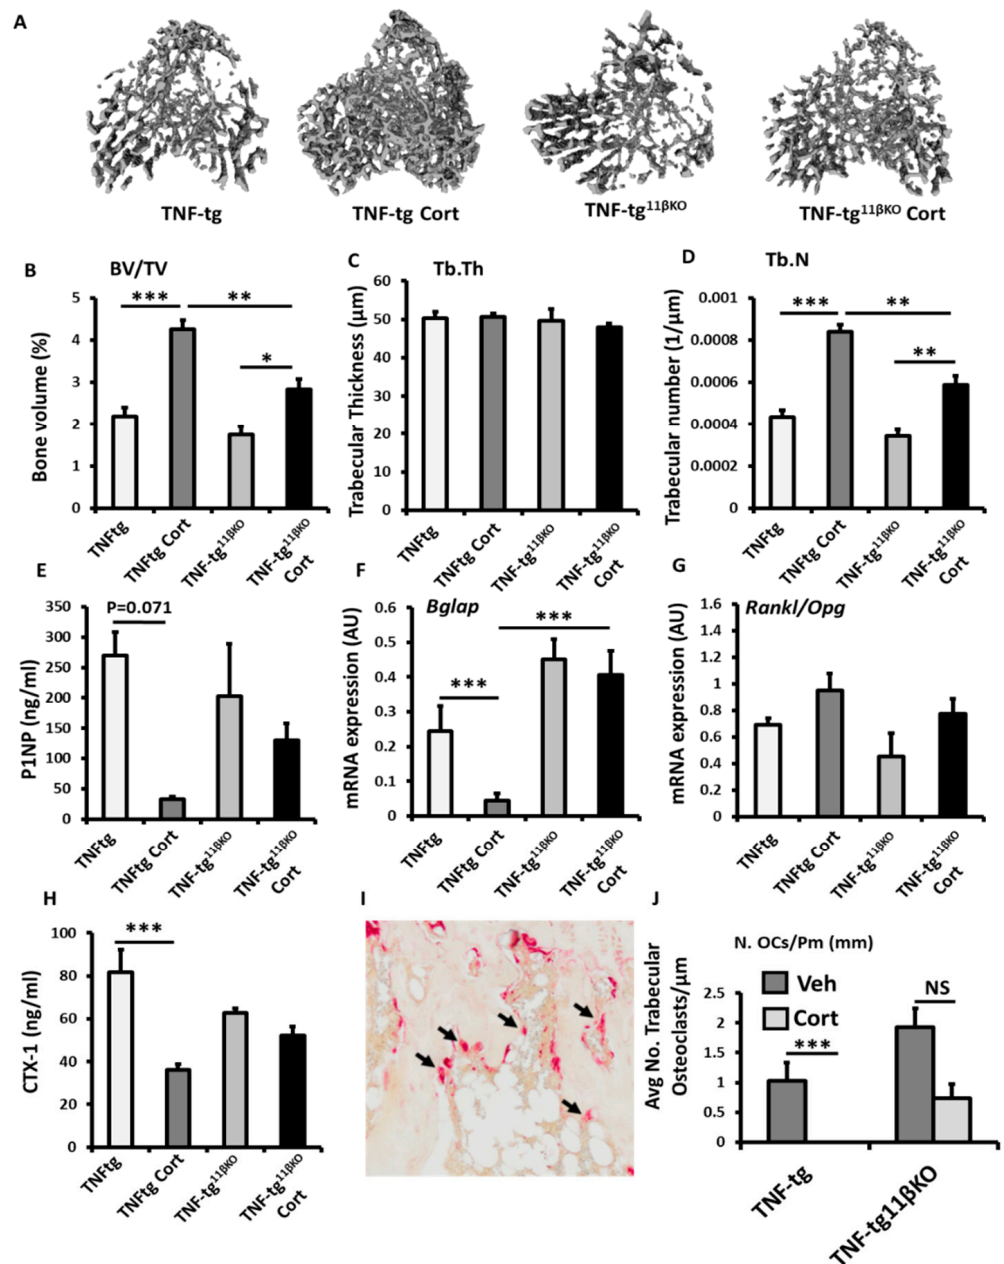 A
TNF-tg
TNF-tg Cort
TNF-tg11βKO
TNF-tg11βKO Cort
B
BV/TV
Bone volume (%)
5
4
3
2
1
0
***
**
*
TNFtg
TNFtg Cort
TNF-tg11βKO
TNF-tg11βKO
Cort
C
Tb.Th
Trabecular Thickness (μm)
60
50
40
30
20
10
0
TNFtg
TNFtg Cort
TNF-tg11βKO
TNF-tg11βKO
Cort
D
Tb.N
Trabecular number (1/μm)
0.001
0.0008
0.0006
0.0004
0.0002
0
***
**
**
TNFtg
TNFtg Cort
TNF-tg11βKO
TNF-tg11βKO
Cort
E
P1NP (ng/ml)
350
300
250
200
150
100
50
0
P=0.071
TNFtg
TNFtg Cort
TNF-tg11βKO
TNF-tg11βKO
Cort
F
Bglap
mRNA expression (AU)
0.6
0.5
0.4
0.3
0.2
0.1
0
***
***
TNFtg
TNFtg Cort
TNF-tg11βKO
TNF-tg11βKO
Cort
G
Rankl/Opg
mRNA expression (AU)
1.6
1.4
1.2
1
0.8
0.6
0.4
0.2
0
TNFtg
TNFtg Cort
TNF-tg11βKO
TNF-tg11βKO
Cort
H
CTX-1 (ng/ml)
100
80
60
40
20
0
***
TNFtg
TNFtg Cort
TNF-tg11βKO
TNF-tg11βKO
Cort
I
J
N. OCs/Pm (mm)
Avg No. Trabecular
Osteoclasts/μm
Veh
Cort
2.5
2
1.5
1
0.5
0
***
NS
TNF-tg
TNF-tg11βKO